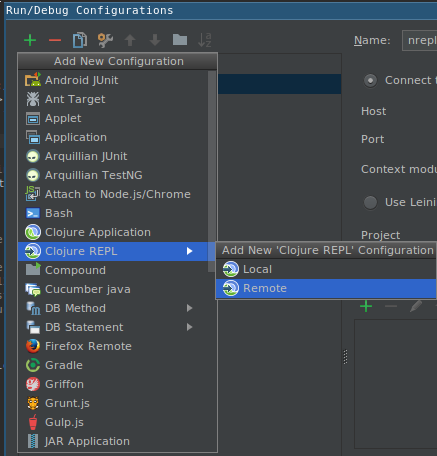 Run/Debug Configurations
Name: nrepl
Add New Configuration
Android JUnit
Ant Target
Applet
Application
Arquillian JUnit
Arquillian TestNG
Attach to Node.js/Chrome
Bash
Clojure Application
Clojure REPL
Compound
Cucumber java
DB Method
DB Statement
Firefox Remote
Gradle
Griffon
Grunt.js
Gulp.js
JAR Application
Connect t
Host
Port
Context modu
Use Leini
Project
Add New 'Clojure REPL' Configuration
Local
Remote